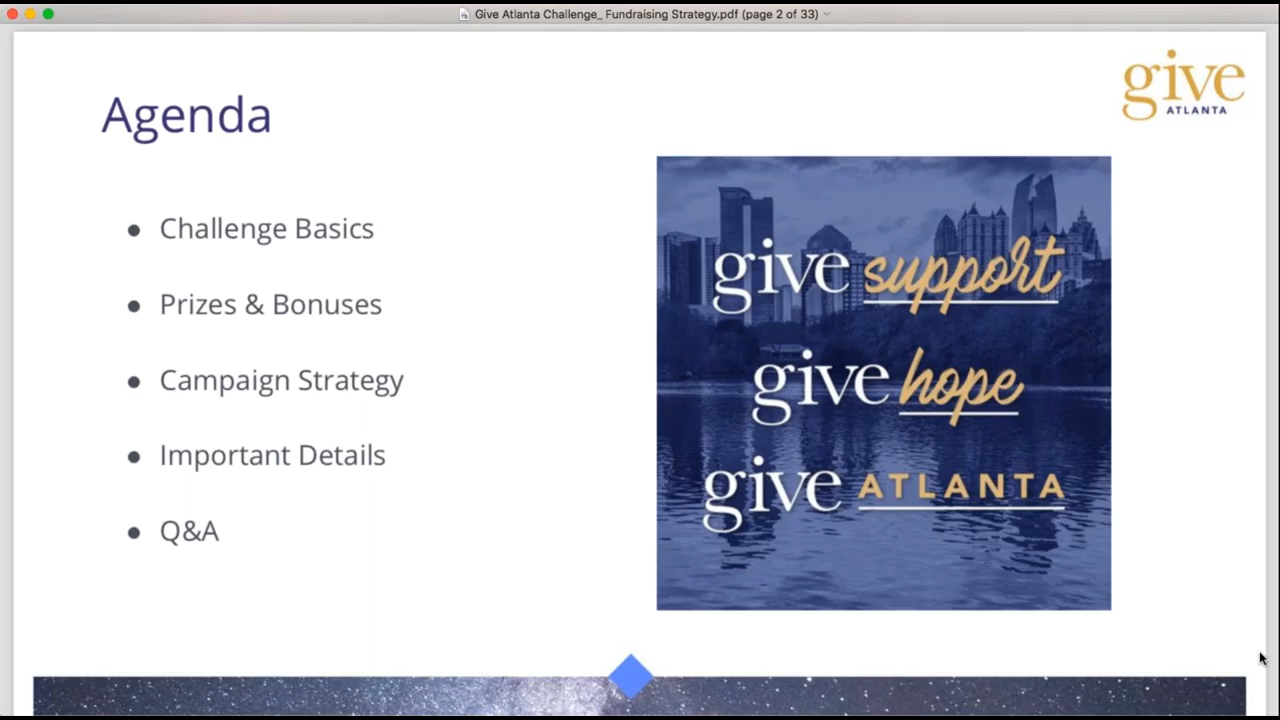 Give Atlanta Challenge_ Fundraising Strategy.pdf (page 2 of 33)
give
ATLANTA
Agenda
• Challenge Basics
• Prizes & Bonuses
• Campaign Strategy
• Important Details
• Q&A
give support
give hope
give ATLANTA